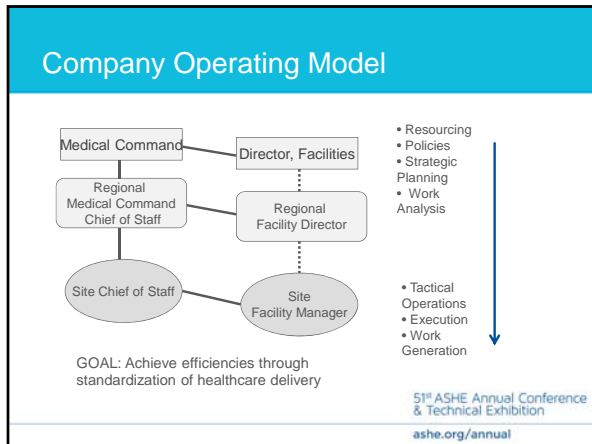 Company Operating Model
Medical Command
Director, Facilities
Regional
Medical Command
Chief of Staff
Regional
Facility Director
Site Chief of Staff
Site
Facility Manager
• Resourcing
• Policies
• Strategic
Planning
• Work
Analysis
• Tactical
Operations
• Execution
• Work
Generation
GOAL: Achieve efficiencies through
standardization of healthcare delivery
51st ASHE Annual Conference
& Technical Exhibition
ashe.org/annual